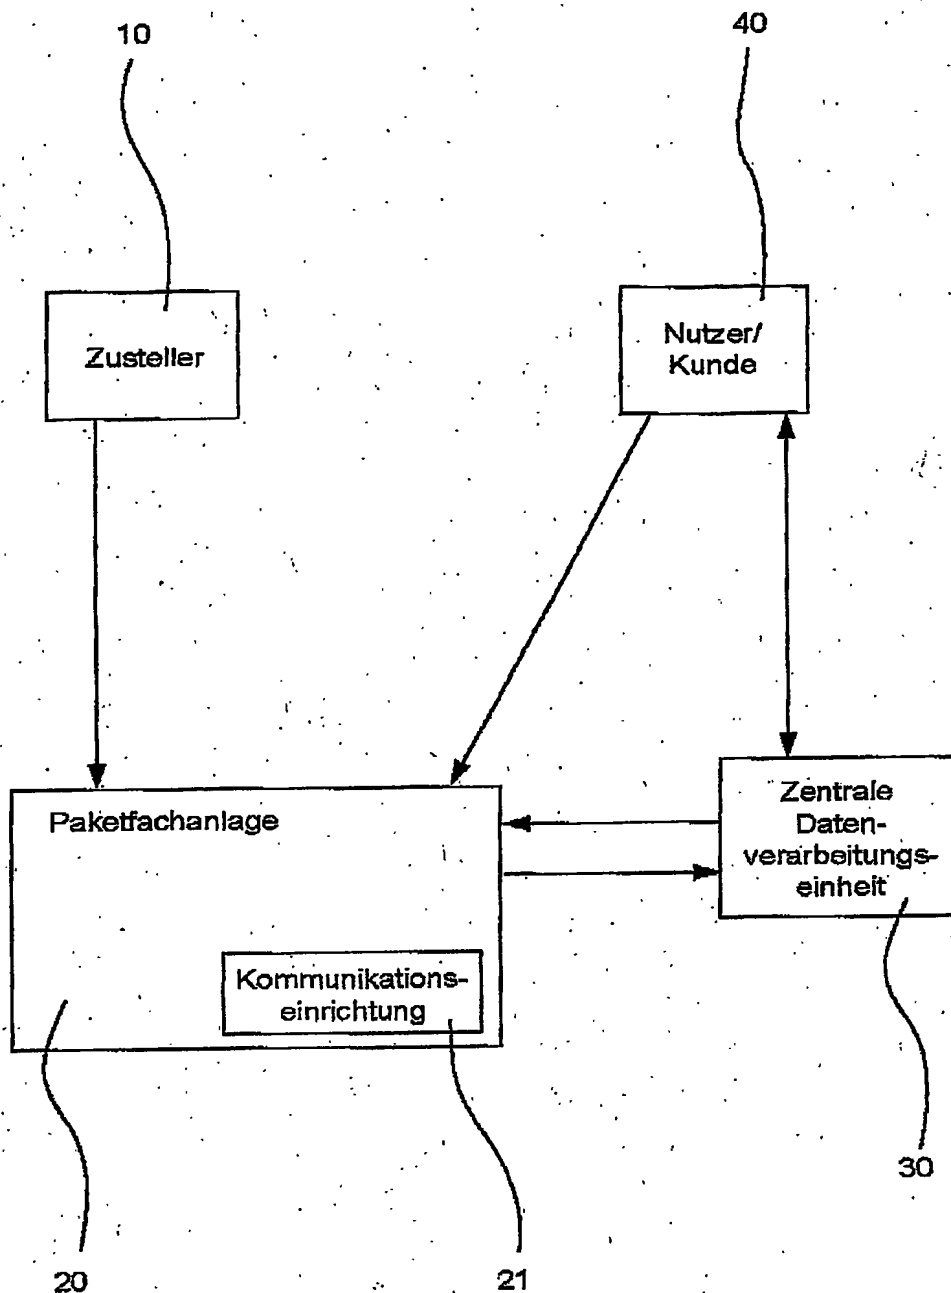 10
40
Zusteller
Nutzer/
Kunde
Paketfachanlage
Zentrale
Daten-
verarbeitungs-
einheit
Kommunikations-
einrichtung
30
20
21